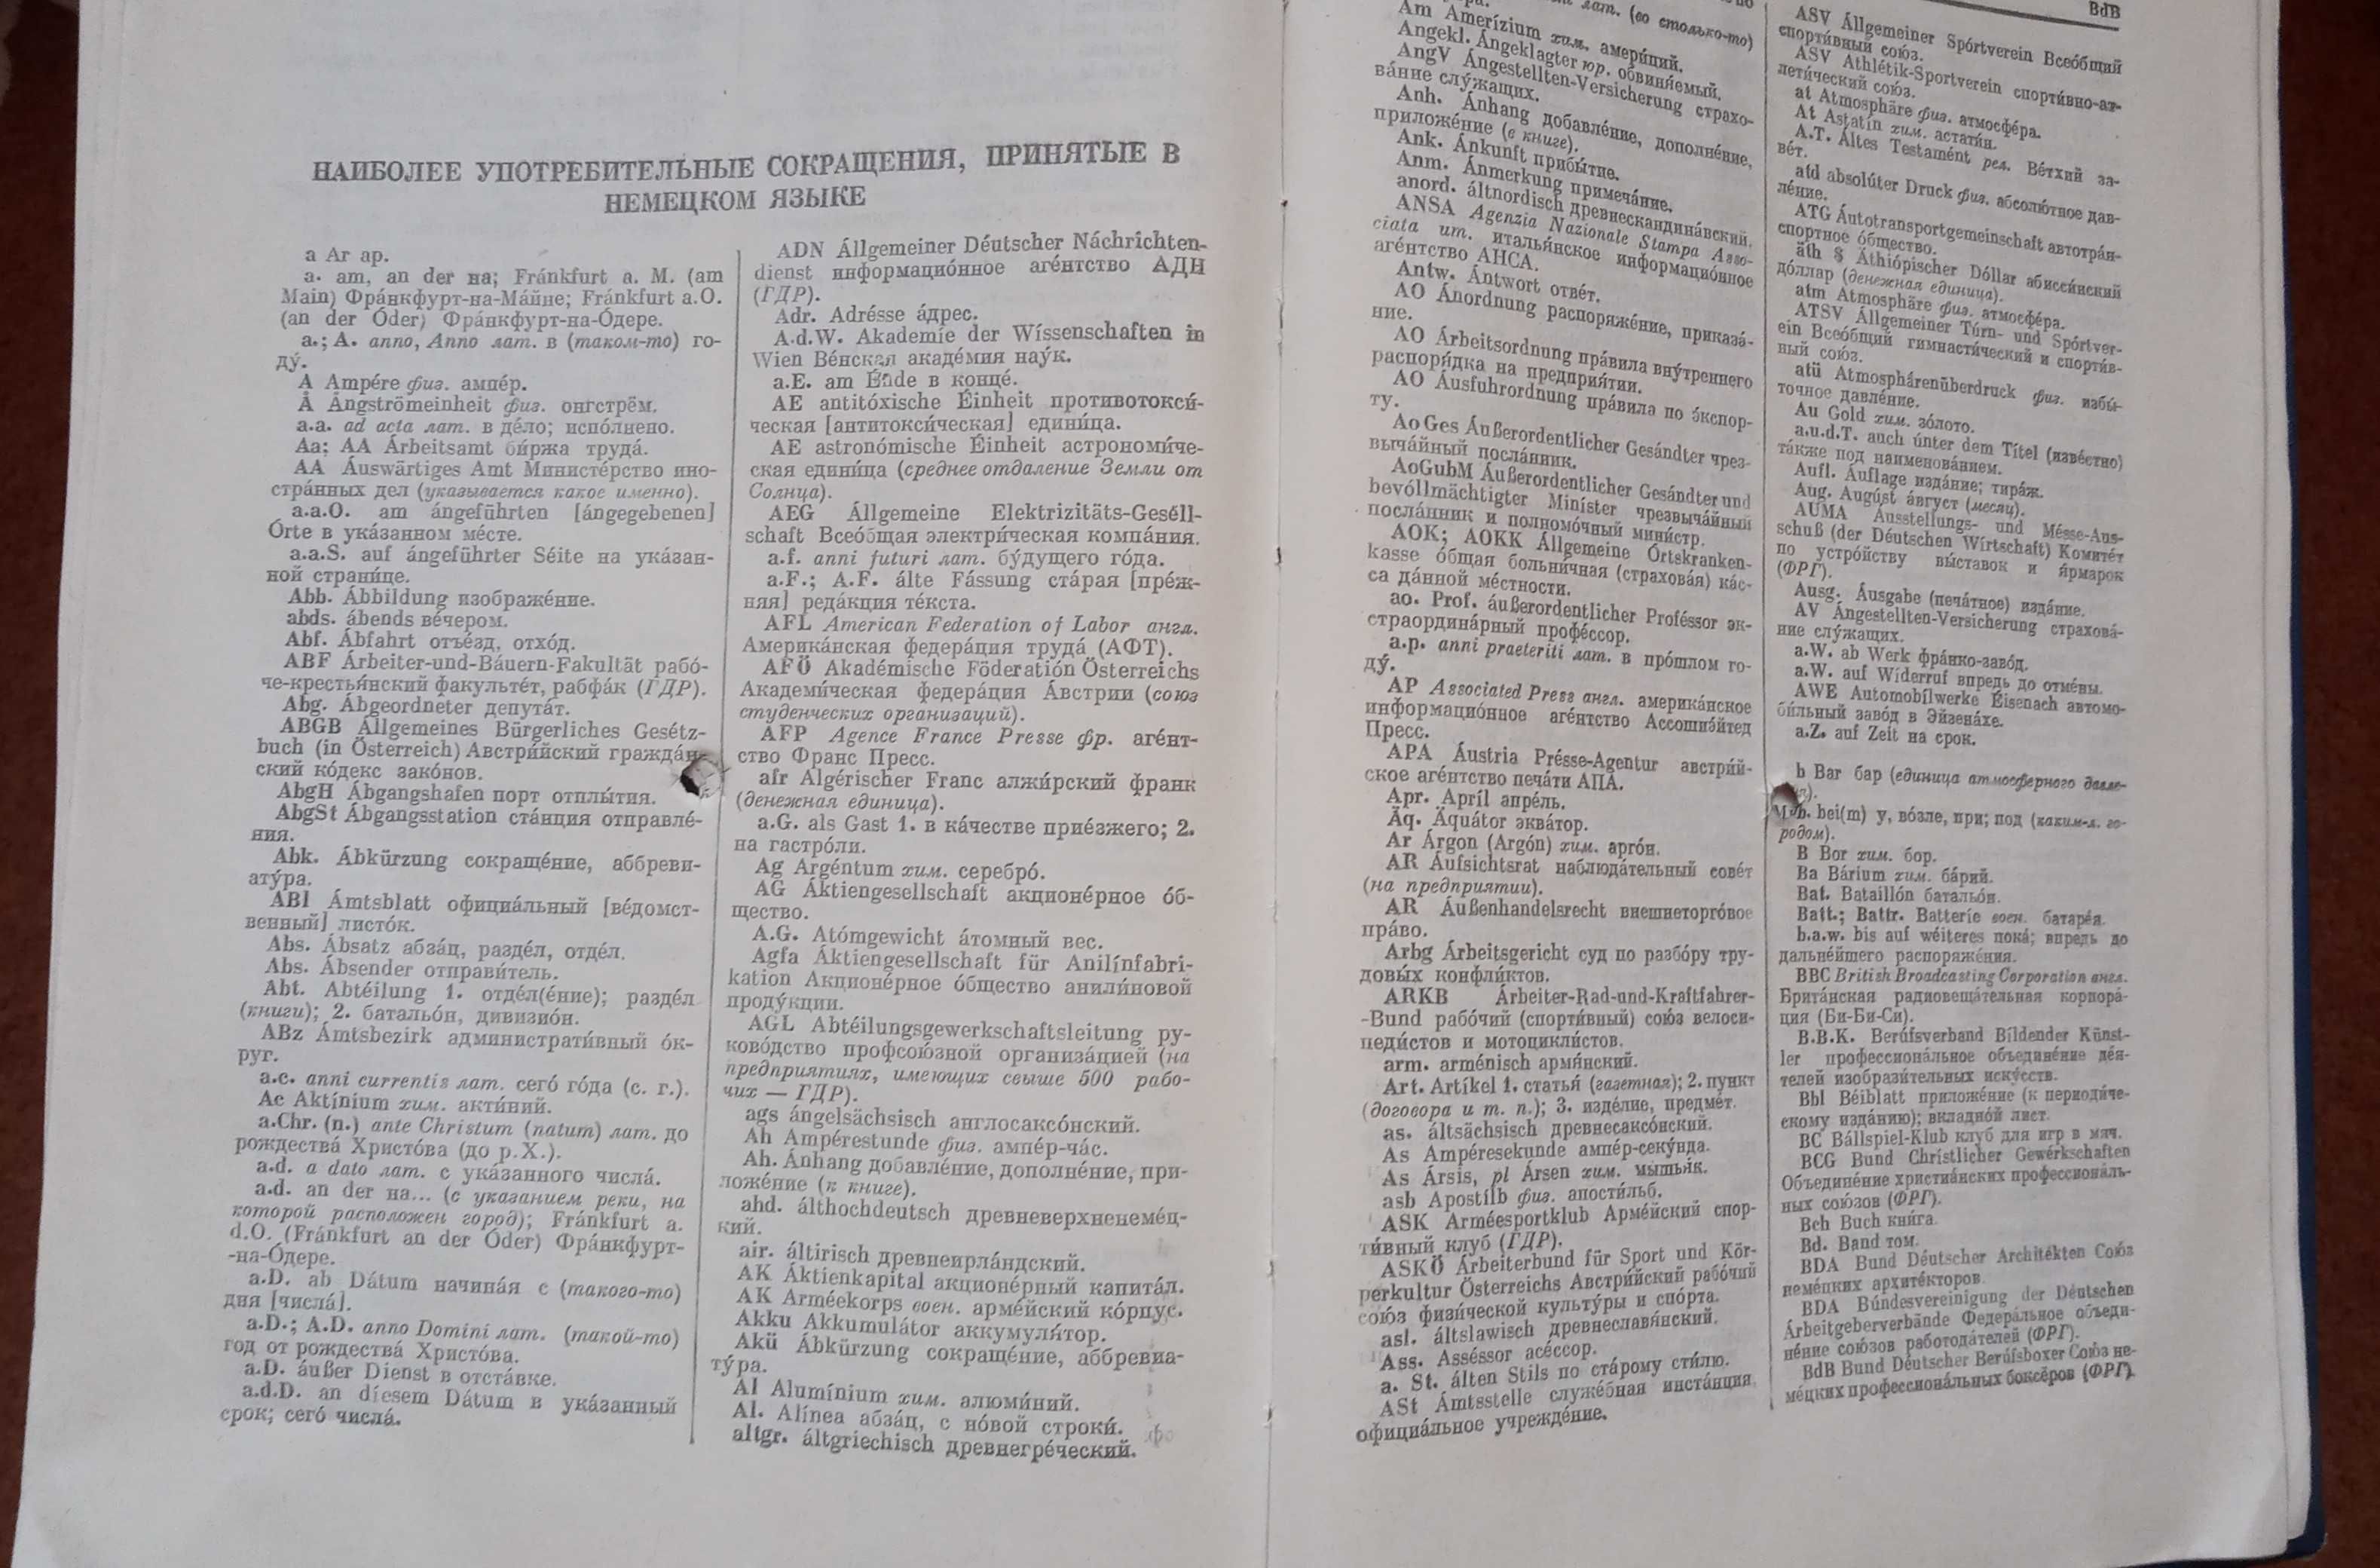 НАИБОЛЕЕ УПОТРЕБИТЕЛЬНЫЕ СОКРАЩЕНИЯ, ПРИНЯТЫЕ В
НЕМЕЦКОМ ЯЗЫКЕ
a Ar ар.
a. am, an der на; Fránkfurt a. M. (am
Main) Фра́нкфурт-на-Ма́йне; Fránkfurt a.O.
(an der Óder) Фра́нкфурт-на-О́дере.
a.; A. anno, Anno лат. в (таком-то) го-
ду́.
A Ampére физ. ампе́р.
Å Ångströmeinheit физ. онгстрём.
a.a. ad acta лат. в де́ло; испо́лнено.
Aa; AA Árbeitsamt би́ржа труда́.
AA Áuswärtiges Amt Министе́рство ино-
стра́нных дел (указывается какое именно).
a.a.O. am ángeführten [ángegebenen]
Órte в ука́занном ме́сте.
a.a.S. auf ángeführter Séite на ука́зан-
ной страни́це.
Abb. Ábbildung изображе́ние.
abds. ábends ве́чером.
Abf. Ábfahrt отъе́зд, отхо́д.
ABF Árbeiter-und-Báuern-Fakultät рабо́-
че-крестья́нский факульте́т, рабфа́к (ГДР).
Abg. Ábgeordneter депута́т.
ABGB Állgemeines Bürgerliches Gesétz-
buch (in Österreich) Австри́йский гражда́н-
ский ко́декс зако́нов.
AbgH Ábgangshafen порт отплы́тия.
AbgSt Ábgangsstation ста́нция отправле́-
ния.
Abk. Ábkürzung сокраще́ние, аббреви-
ату́ра.
ABl Ámtsblatt официа́льный [ве́домст-
венный] листо́к.
Abs. Ábsatz абза́ц, разде́л, отде́л.
Abs. Ábsender отправи́тель.
Abt. Abtéilung 1. отде́л(е́ние); разде́л
(книги); 2. батальо́н, дивизио́н.
ABz Ámtsbezirk администрати́вный о́к-
руг.
a.c. anni currentis лат. сего́ го́да (с. г.).
Ac Aktínium хим. акти́ний.
a.Chr. (n.) ante Christum (natum) лат. до
рождества́ Христо́ва (до р.Х.).
a.d. a dato лат. с ука́занного числа́.
a.d. an der на... (с указанием реки, на
которой расположен город); Fránkfurt a.
d.O. (Fránkfurt an der Óder) Фра́нкфурт-
-на-О́дере.
a.D. ab Dátum начина́я с (такого-то)
дня [числа́].
a.D.; A.D. anno Domini лат. (такой-то)
год от рождества́ Христо́ва.
a.D. áußer Dienst в отста́вке.
a.d.D. an díesem Dátum в ука́занный
срок; сего́ числа́.
ADN Állgemeiner Déutscher Náchrichten-
dienst информацио́нное аге́нтство АДН
(ГДР).
Adr. Adrésse а́дрес.
A.d.W. Akademíe der Wíssenschaften in
Wien Ве́нская акаде́мия нау́к.
a.E. am Énde в конце́.
AE antitóxische Éinheit противотокси́-
ческая [антитокси́ческая] едини́ца.
AE astronómische Éinheit астрономи́че-
ская едини́ца (среднее отдаление Земли от
Солнца).
AEG Állgemeine Elektrizitäts-Geséll-
schaft Всео́бщая электри́ческая компа́ния.
a.f. anni futuri лат. бу́дущего го́да.
a.F.; A.F. álte Fássung ста́рая [пре́ж-
няя] реда́кция те́кста.
AFL American Federation of Labor англ.
Америка́нская федера́ция труда́ (АФТ).
AFÖ Akadémische Föderatión Österreichs
Академи́ческая федера́ция А́встрии (союз
студенческих организаций).
AFP Agence France Presse фр. аге́нт-
ство Франс Пресс.
afr Algérischer Franc алжи́рский франк
(денежная единица).
a.G. als Gast 1. в ка́честве прие́зжего; 2.
на гастро́ли.
Ag Argéntum хим. серебро́.
AG Áktiengesellschaft акционе́рное о́б-
щество.
A.G. Atómgewicht а́томный вес.
Agfa Áktiengesellschaft für Anilínfabri-
kation Акционе́рное о́бщество анили́новой
проду́кции.
AGL Abtéilungsgewerkschaftsleitung ру-
ково́дство профсою́зной организа́цией (на
предприятиях, имеющих свыше 500 рабо-
чих — ГДР).
ags ángelsächsisch англосаксо́нский.
Ah Ampérestunde физ. ампе́р-ча́с.
Ah. Ánhang добавле́ние, дополне́ние, при-
ложе́ние (к книге).
ahd. álthochdeutsch древневерхненеме́ц-
кий.
air. áltirisch древнеирла́ндский.
AK Áktienkapital акционе́рный капита́л.
AK Arméekorps воен. арме́йский ко́рпус.
Akku Akkumulátor аккумуля́тор.
Akü Ábkürzung сокраще́ние, аббревиа-
ту́ра.
Al Alumínium хим. алюми́ний.
Al. Alínea абза́ц, с но́вой строки́.
altgr. áltgriechisch древнегре́ческий.
лат. (во столько-то)
Am Amerízium хим. амери́ций.
Angekl. Ángeklagter юр. обвиня́емый.
AngV Ángestellten-Versicherung страхо-
ва́ние слу́жащих.
Anh. Ánhang добавле́ние, дополне́ние,
приложе́ние (в книге).
Ank. Ánkunft прибы́тие.
Anm. Ánmerkung примеча́ние.
anord. áltnordisch древнескандина́вский.
ANSA Agenzia Nazionale Stampa Asso-
ciata ит. италья́нское информацио́нное
аге́нтство АНСА.
Antw. Ántwort отве́т.
AO Ánordnung распоряже́ние, приказа́-
ние.
AO Árbeitsordnung пра́вила вну́треннего
распоря́дка на предприя́тии.
AO Áusfuhrordnung пра́вила по э́кспор-
ту.
Ao Ges Áußerordentlicher Gesándter чрез-
выча́йный посла́нник.
AoGubM Áußerordentlicher Gesándter und
bevóllmächtigter Miníster чрезвыча́йный
посла́нник и полномо́чный мини́стр.
AOK; AOKK Állgemeine Órtskranken-
kasse о́бщая больни́чная (страхова́я) ка́с-
са да́нной ме́стности.
ao. Prof. áußerordentlicher Proféssor эк-
страордина́рный профе́ссор.
a.p. anni praeteriti лат. в про́шлом го-
ду́.
AP Associated Press англ. америка́нское
информацио́нное аге́нтство Ассошиэ́йтед
Пресс.
APA Áustria Présse-Agentur австри́й-
ское аге́нтство печа́ти АПА.
Apr. Apríl апре́ль.
Äq. Äquátor эква́тор.
Ar Árgon (Argón) хим. арго́н.
AR Áufsichtsrat наблюда́тельный сове́т
(на предприятии).
AR Áußenhandelsrecht внешнеторго́вое
пра́во.
Arbg Árbeitsgericht суд по разбо́ру тру-
довы́х конфли́ктов.
ARKB Árbeiter-Rad-und-Kraftfahrer-
-Bund рабо́чий (спорти́вный) сою́з велоси-
педи́стов и мотоцикли́стов.
arm. arménisch армя́нский.
Art. Artíkel 1. статья́ (газетная); 2. пункт
(договора и т. п.); 3. изде́лие, предме́т.
as. áltsächsisch древнесаксо́нский.
As Ampéresekunde ампе́р-секу́нда.
As Ársis, pl Ársen хим. мышья́к.
asb Apostílb физ. апости́льб.
ASK Arméesportklub Арме́йский спор-
ти́вный клуб (ГДР).
ASKÖ Árbeiterbund für Sport und Kör-
perkultur Österreichs Австри́йский рабо́чий
сою́з физи́ческой культу́ры и спо́рта.
asl. áltslawisch древнеславя́нский.
Ass. Asséssor асе́ссор.
a. St. álten Stils по ста́рому сти́лю.
ASt Ámtsstelle служе́бная инста́нция
официа́льное учрежде́ние.
BdB
ASV Állgemeiner Spórtverein Всео́бщий
спорти́вный сою́з.
ASV Athlétik-Sportverein спорти́вно-ат-
лети́ческий сою́з.
at Atmosphäre физ. атмосфе́ра.
At Astatín хим. астати́н.
A.T. Áltes Testamént рел. Ве́тхий за-
ве́т.
atd absolúter Druck физ. абсолю́тное дав-
ле́ние.
ATG Áutotransportgemeinschaft автотра́н-
спортное о́бщество.
äth $ Äthiópischer Dóllar абисси́нский
до́ллар (денежная единица).
atm Atmosphäre физ. атмосфе́ра.
ATSV Állgemeiner Túrn- und Spórtver-
ein Всео́бщий гимнасти́ческий и спорти́в-
ный сою́з.
atü Atmosphárenüberdruck физ. избы́-
точное давле́ние.
Au Gold хим. зо́лото.
a.u.d.T. auch únter dem Títel (изве́стно)
та́кже под наименова́нием.
Aufl. Áuflage изда́ние; тира́ж.
Aug. Augúst а́вгуст (месяц).
AUMA Áusstellungs- und Mésse-Aus-
schuß (der Déutschen Wírtschaft) Комите́т
по устро́йству вы́ставок и я́рмарок
(ФРГ).
Ausg. Áusgabe (печа́тное) изда́ние.
AV Ángestellten-Versicherung страхова́-
ние слу́жащих.
a.W. ab Werk фра́нко-заво́д.
a.W. auf Wíderruf впредь до отме́ны.
AWE Automobílwerke Éisenach автомо-
би́льный заво́д в Э́йзенахе.
a.Z. auf Zeit на срок.
b Bar бар (единица атмосферного давле-
ия).
b. bei(m) у, во́зле, при; под (каким-л. го-
родом).
B Bor хим. бор.
Ba Bárium хим. ба́рий.
Bat. Bataillón батальо́н.
Batt.; Battr. Batteríe воен. батаре́я.
b.a.w. bis auf wéiteres пока́; впредь до
дальне́йшего распоряже́ния.
BBC British Broadcasting Corporation англ.
Брита́нская радиовеща́тельная корпора́-
ция (Би-Би-Си).
B.B.K. Berúfsverband Bíldender Künst-
ler профессиона́льное объедине́ние де́я-
телей изобрази́тельных иску́сств.
Bbl Béiblatt приложе́ние (к периоди́че-
скому изда́нию); вкладно́й лист.
BC Bállspiel-Klub клуб для игр в мяч.
BCG Bund Chrístlicher Gewérkschaften
Объедине́ние христиа́нских профессиона́ль-
ных сою́зов (ФРГ).
Bch Buch кни́га.
Bd. Band том.
BDA Bund Déutscher Architékten Сою́з
неме́цких архите́кторов.
BDA Búndesvereinigung der Déutschen
Árbeitgeberverbände Федера́льное объеди-
не́ние сою́зов работода́телей (ФРГ).
BdB Bund Déutscher Berúfsboxer Сою́з не-
ме́цких профессиона́льных боксёров (ФРГ).